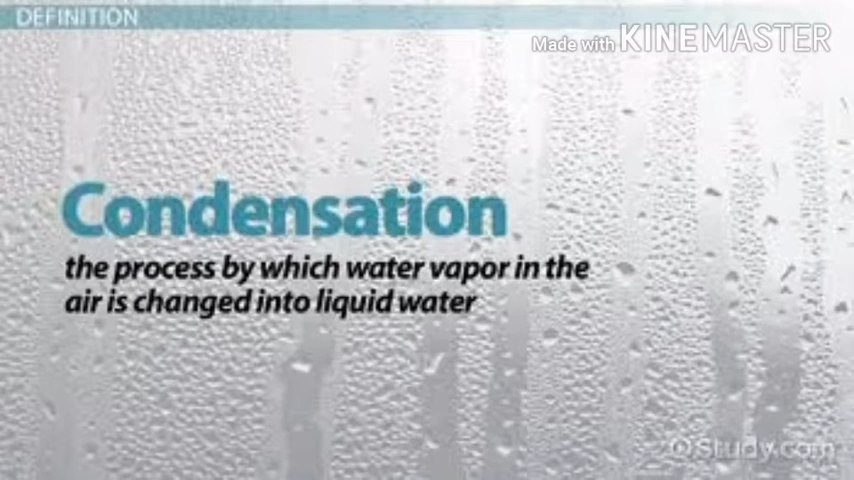 DEFINITION
Made with KINEMASTER
Condensation
the process by which water vapor in the
air is changed into liquid water
© Study.com